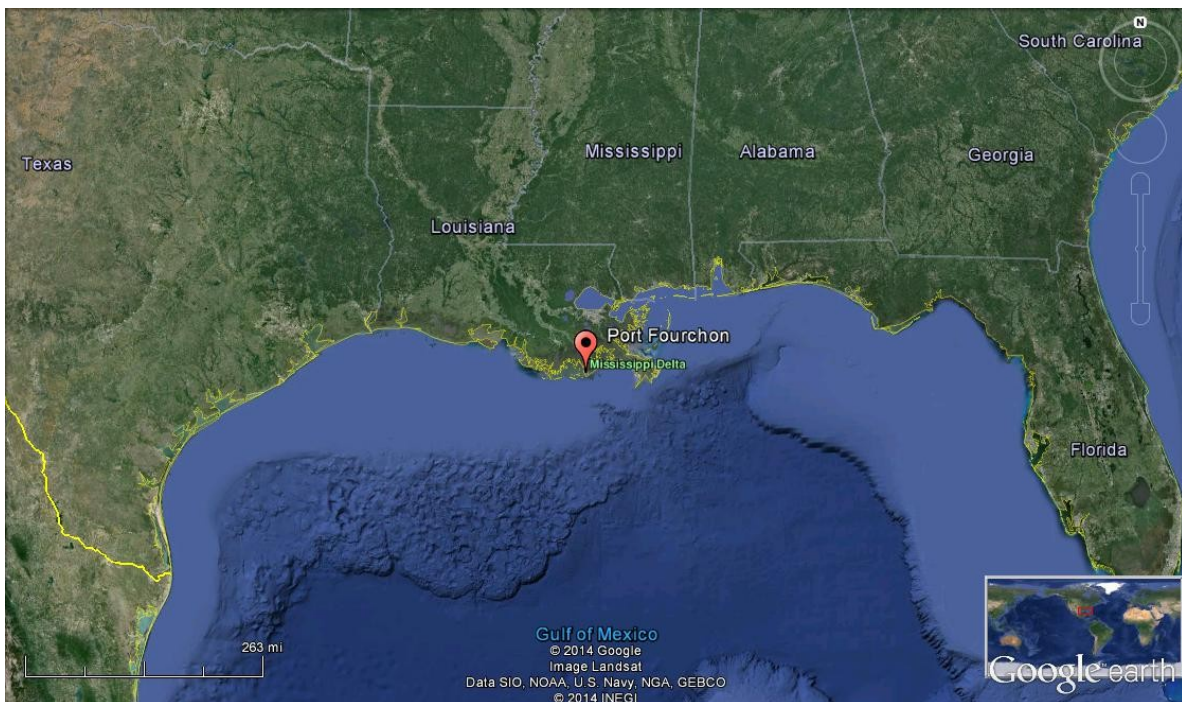 N
South Carolina
Mississippi
Alabama
Georgia
Texas
Louisiana
Port Fourchon
Mississippi Delta
Florida
263 mi
Gulf of Mexico
© 2014 Google
Image Landsat
Data SIO, NOAA, U.S. Navy, NGA, GEBCO
© 2014 INEGI
Google earth